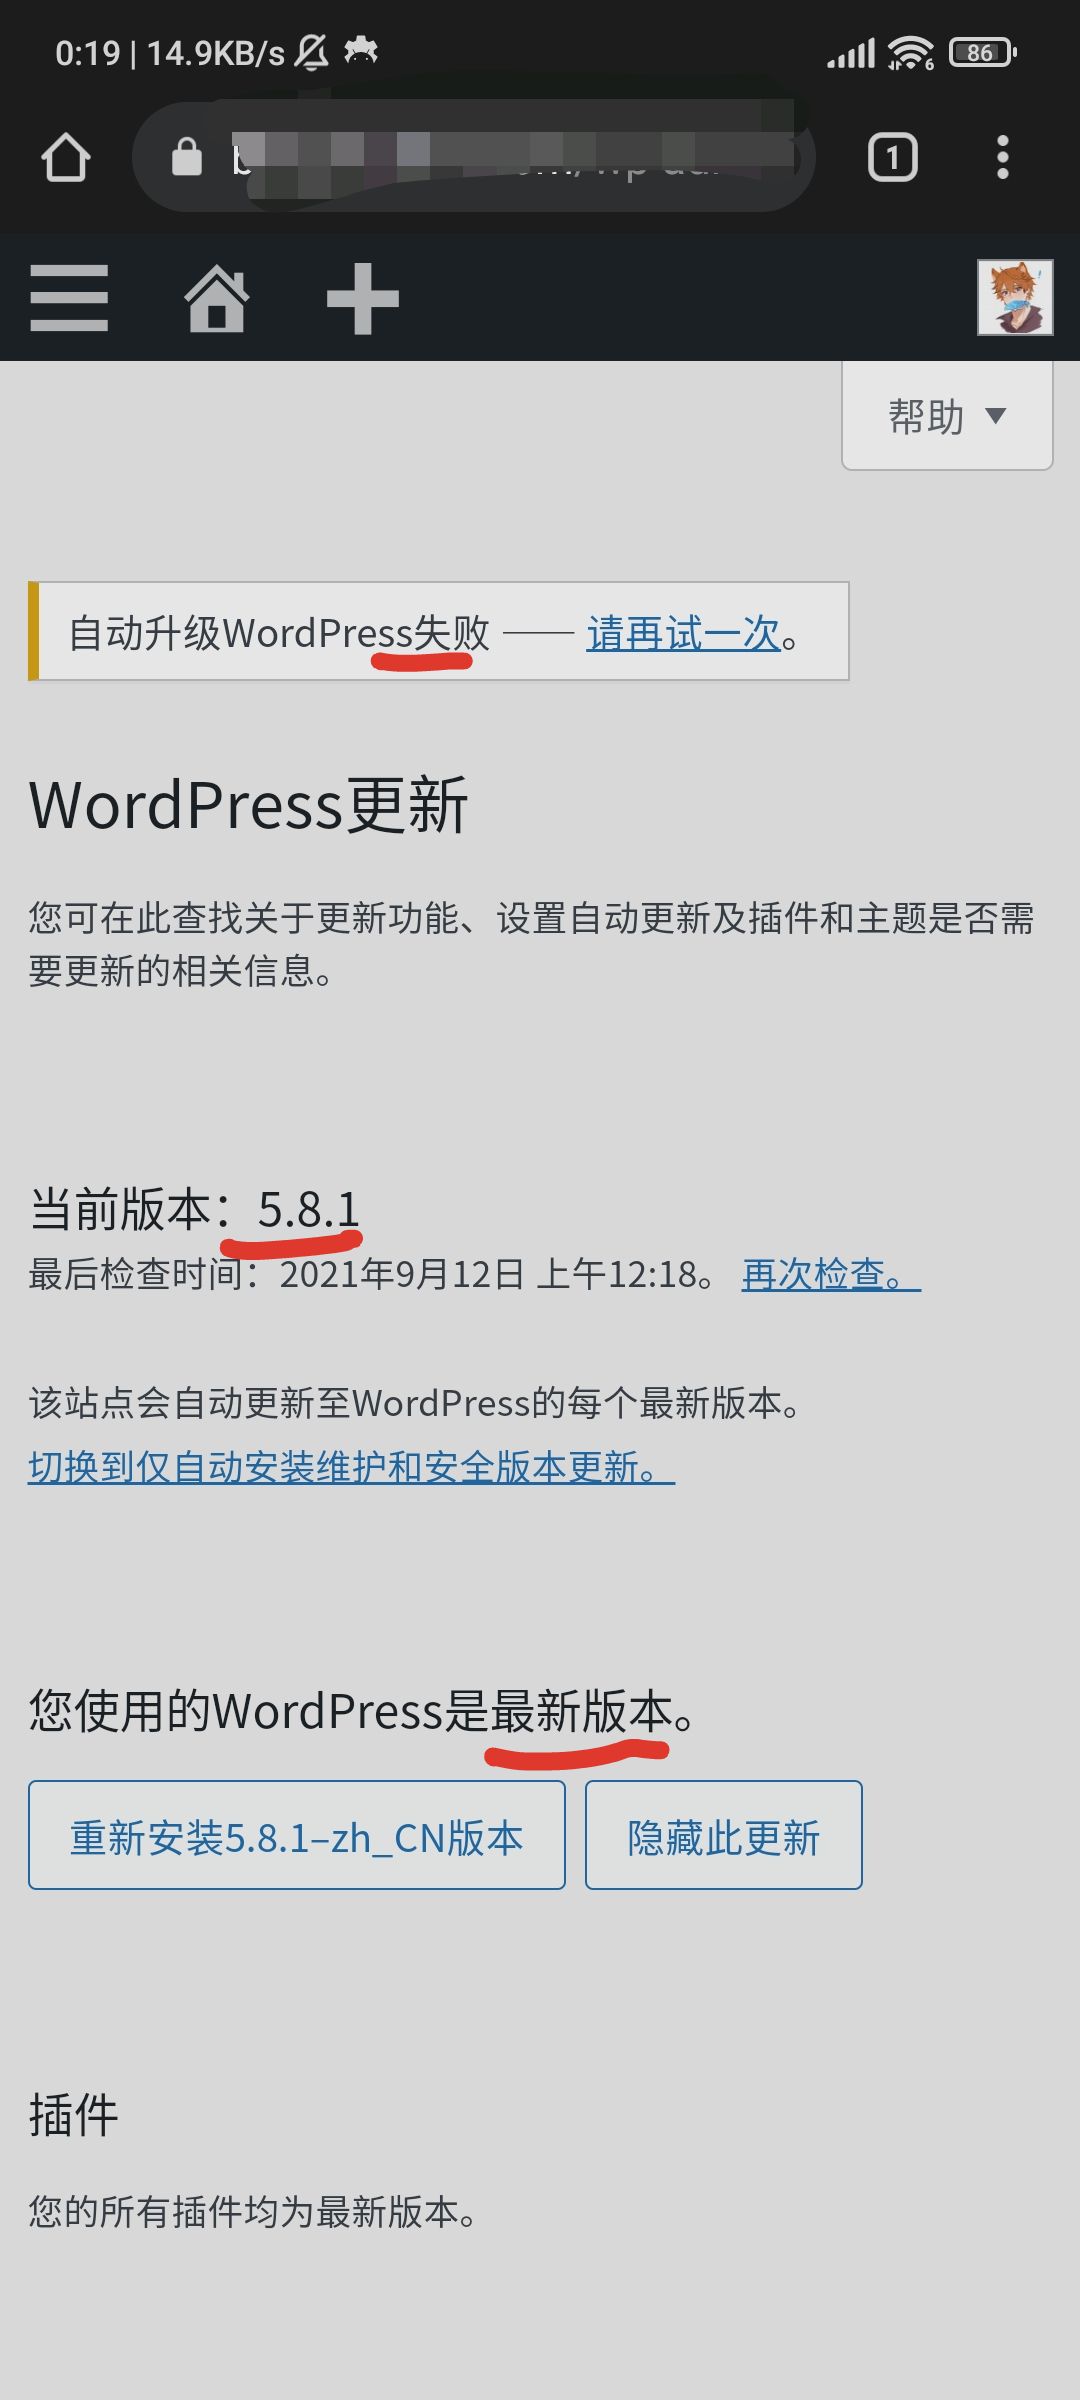 0:19 | 14.9KB/s
6
86
1
帮助 ▼
自动升级WordPress失败 —— 请再试一次。
WordPress更新
您可在此查找关于更新功能、设置自动更新及插件和主题是否需
要更新的相关信息。
当前版本：5.8.1
最后检查时间：2021年9月12日 上午12:18。 再次检查。
该站点会自动更新至WordPress的每个最新版本。
切换到仅自动安装维护和安全版本更新。
您使用的WordPress是最新版本。
重新安装5.8.1–zh_CN版本
隐藏此更新
插件
您的所有插件均为最新版本。